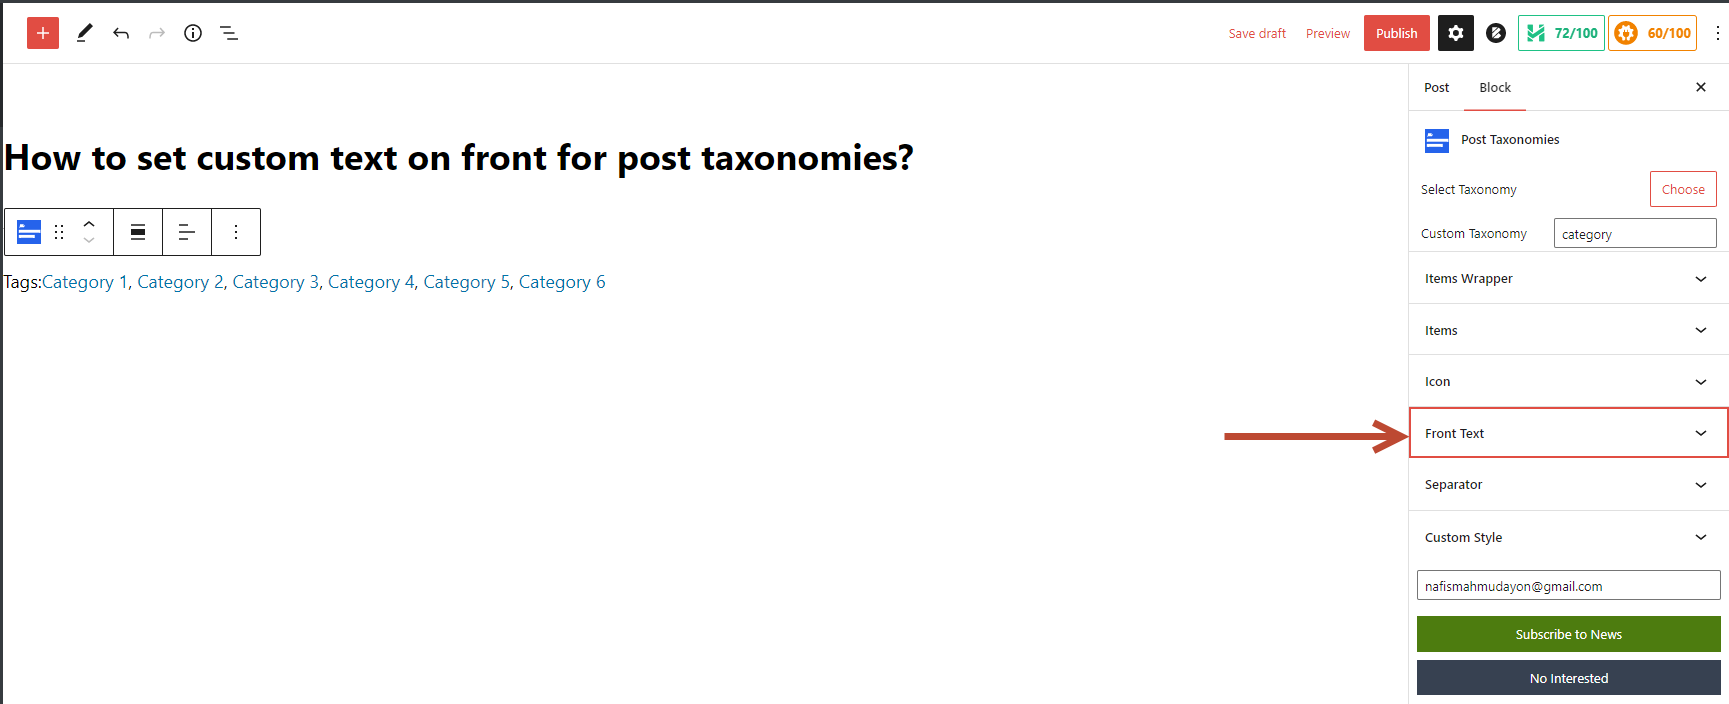 Save draft Preview Publish 72/100 60/100
Post Block
How to set custom text on front for post taxonomies?
Post Taxonomies
Select Taxonomy Choose
Custom Taxonomy category
Tags:Category 1, Category 2, Category 3, Category 4, Category 5, Category 6
Items Wrapper
Items
Icon
Front Text
Separator
Custom Style
nafismahmudayon@gmail.com
Subscribe to News
No Interested